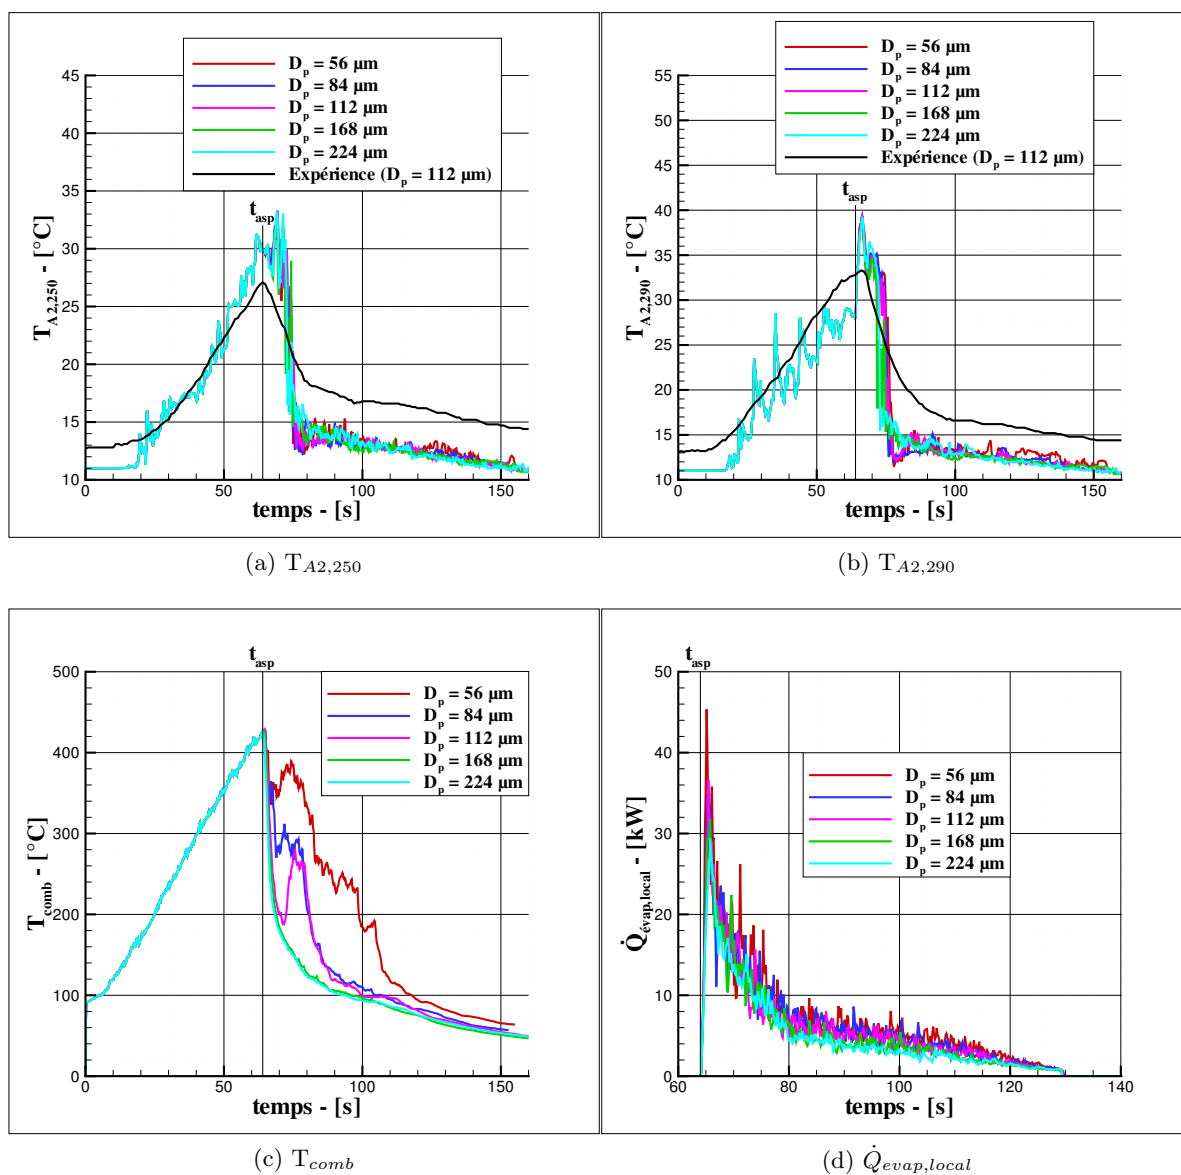 D_p = 56 µm
D_p = 84 µm
D_p = 112 µm
D_p = 168 µm
D_p = 224 µm
Expérience (D_p = 112 µm)
t_asp
T_A2,250 - [°C]
45
40
35
30
25
20
15
10
0
50
100
150
temps - [s]
(a) T_A2,250
D_p = 56 µm
D_p = 84 µm
D_p = 112 µm
D_p = 168 µm
D_p = 224 µm
Expérience (D_p = 112 µm)
t_asp
T_A2,290 - [°C]
55
50
45
40
35
30
25
20
15
10
0
50
100
150
temps - [s]
(b) T_A2,290
t_asp
D_p = 56 µm
D_p = 84 µm
D_p = 112 µm
D_p = 168 µm
D_p = 224 µm
T_comb - [°C]
500
400
300
200
100
0
0
50
100
150
temps - [s]
(c) T_comb
t_asp
D_p = 56 µm
D_p = 84 µm
D_p = 112 µm
D_p = 168 µm
D_p = 224 µm
Q̇_évap,local - [kW]
50
40
30
20
10
0
60
80
100
120
140
temps - [s]
(d) Q̇_evap,local